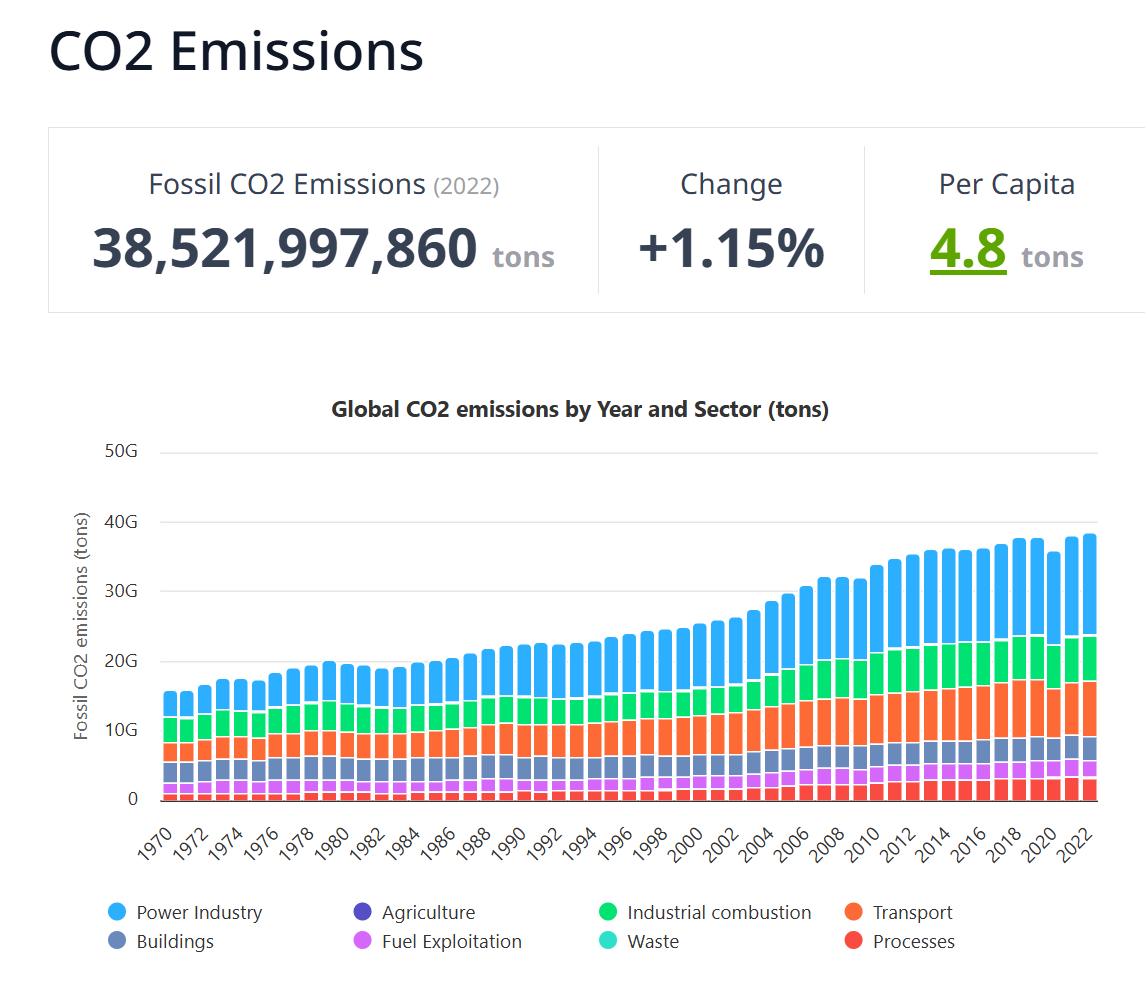 CO2 Emissions
Fossil CO2 Emissions (2022)
38,521,997,860 tons
Change
+1.15%
Per Capita
4.8 tons
Global CO2 emissions by Year and Sector (tons)
Fossil CO2 emissions (tons)
50G
40G
30G
20G
10G
0
1970 1972 1974 1976 1978 1980 1982 1984 1986 1988 1990 1992 1994 1996 1998 2000 2002 2004 2006 2008 2010 2012 2014 2016 2018 2020 2022
Power Industry Agriculture Industrial combustion Transport
Buildings Fuel Exploitation Waste Processes